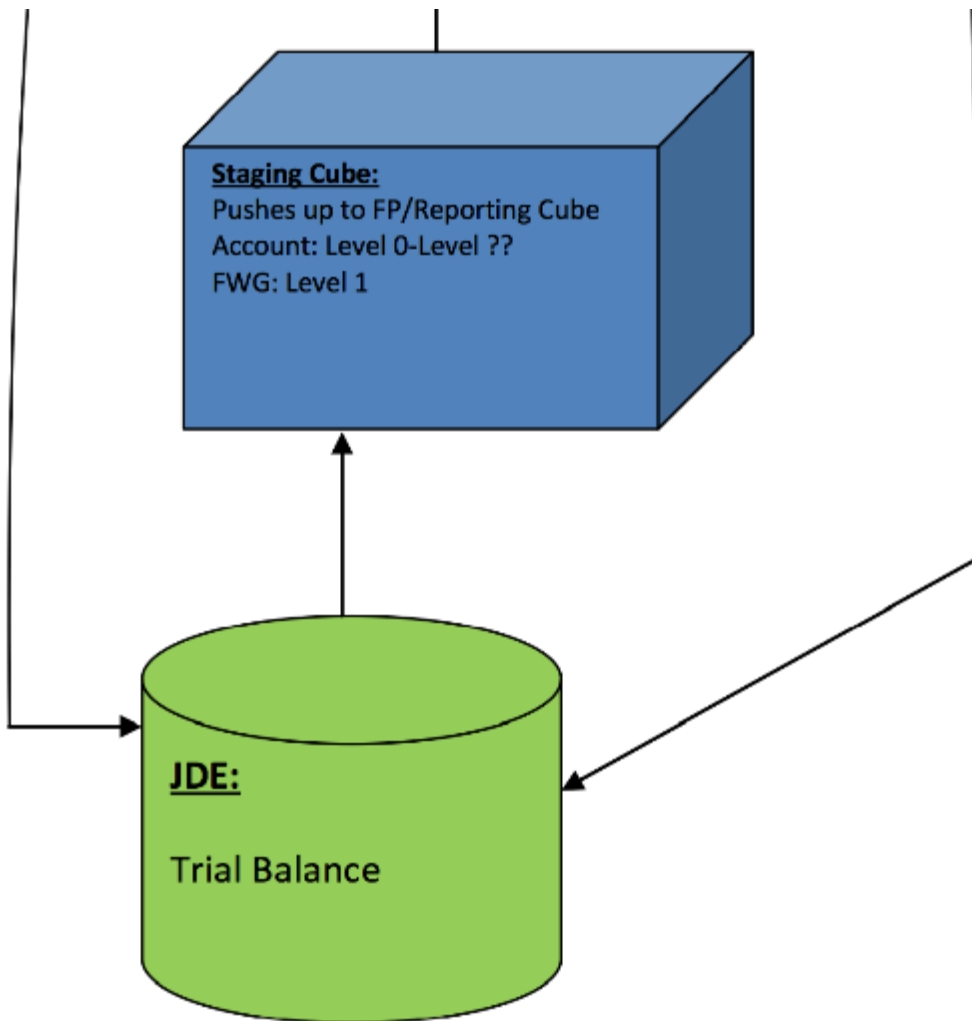 Staging Cube:
Pushes up to FP/Reporting Cube
Account: Level 0-Level ??
FWG: Level 1
JDE:
Trial Balance